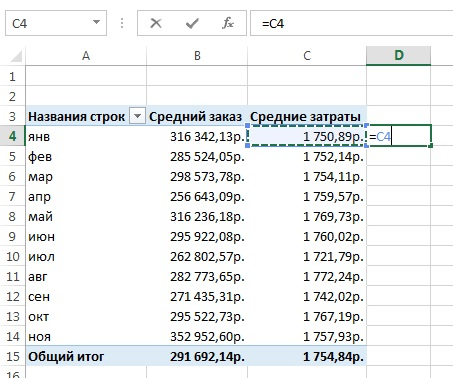 C4 fx =C4
A B C D
1
2
3 Названия строк Средний заказ Средние затраты
4 янв 316 342,13р. 1 750,89р. =C4
5 фев 285 524,05р. 1 752,14р.
6 мар 298 573,78р. 1 754,11р.
7 апр 256 643,09р. 1 759,57р.
8 май 316 236,18р. 1 769,73р.
9 июн 295 922,08р. 1 760,02р.
10 июл 262 802,57р. 1 721,79р.
11 авг 282 773,65р. 1 772,24р.
12 сен 271 435,31р. 1 742,02р.
13 окт 295 522,73р. 1 767,19р.
14 ноя 352 952,60р. 1 757,93р.
15 Общий итог 291 692,14р. 1 754,84р.
16